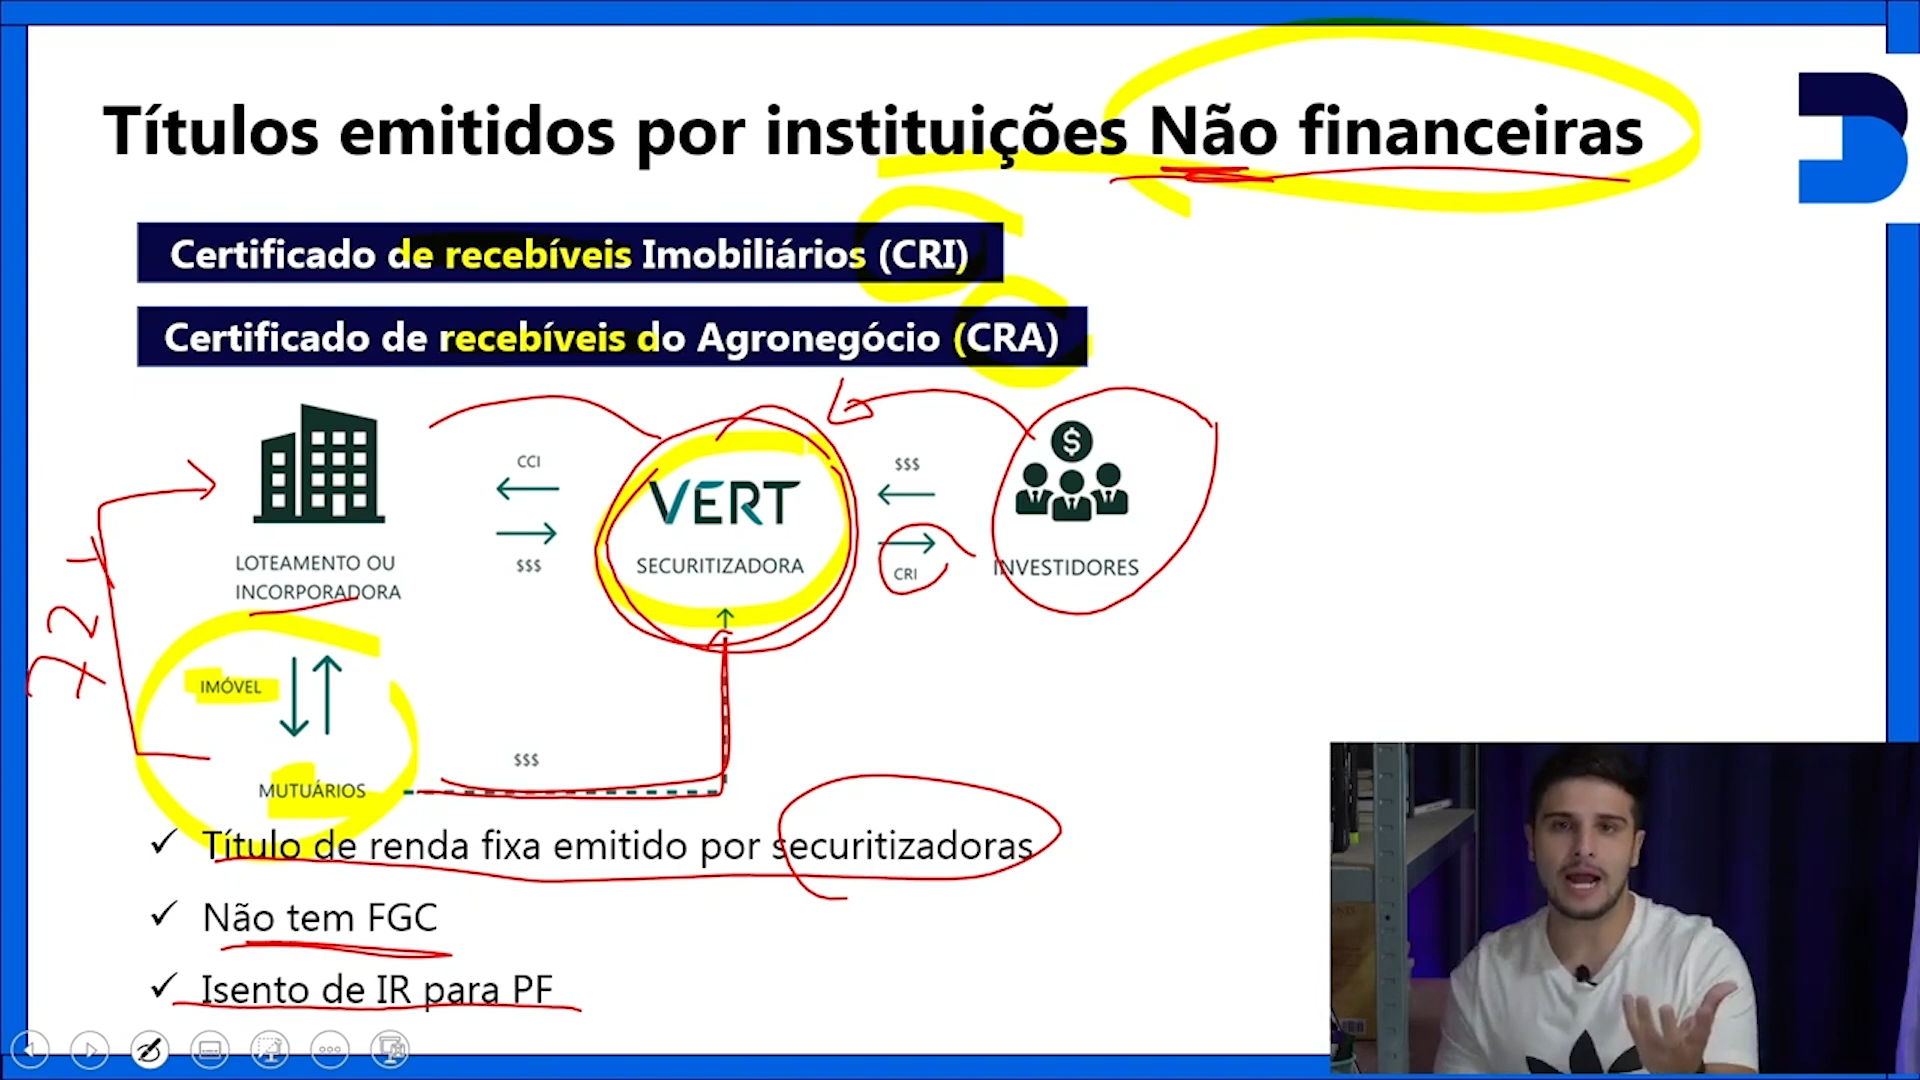 Títulos emitidos por instituições Não financeiras
Certificado de recebíveis Imobiliários (CRI)
Certificado de recebíveis do Agronegócio (CRA)
CCI
$$$
$
VERT
SECURITIZADORA
LOTEAMENTO OU
INCORPORADORA
$$$
CRI
INVESTIDORES
72
IMÓVEL
$$$
MUTUÁRIOS
✓ Título de renda fixa emitido por securitizadoras
✓ Não tem FGC
✓ Isento de IR para PF